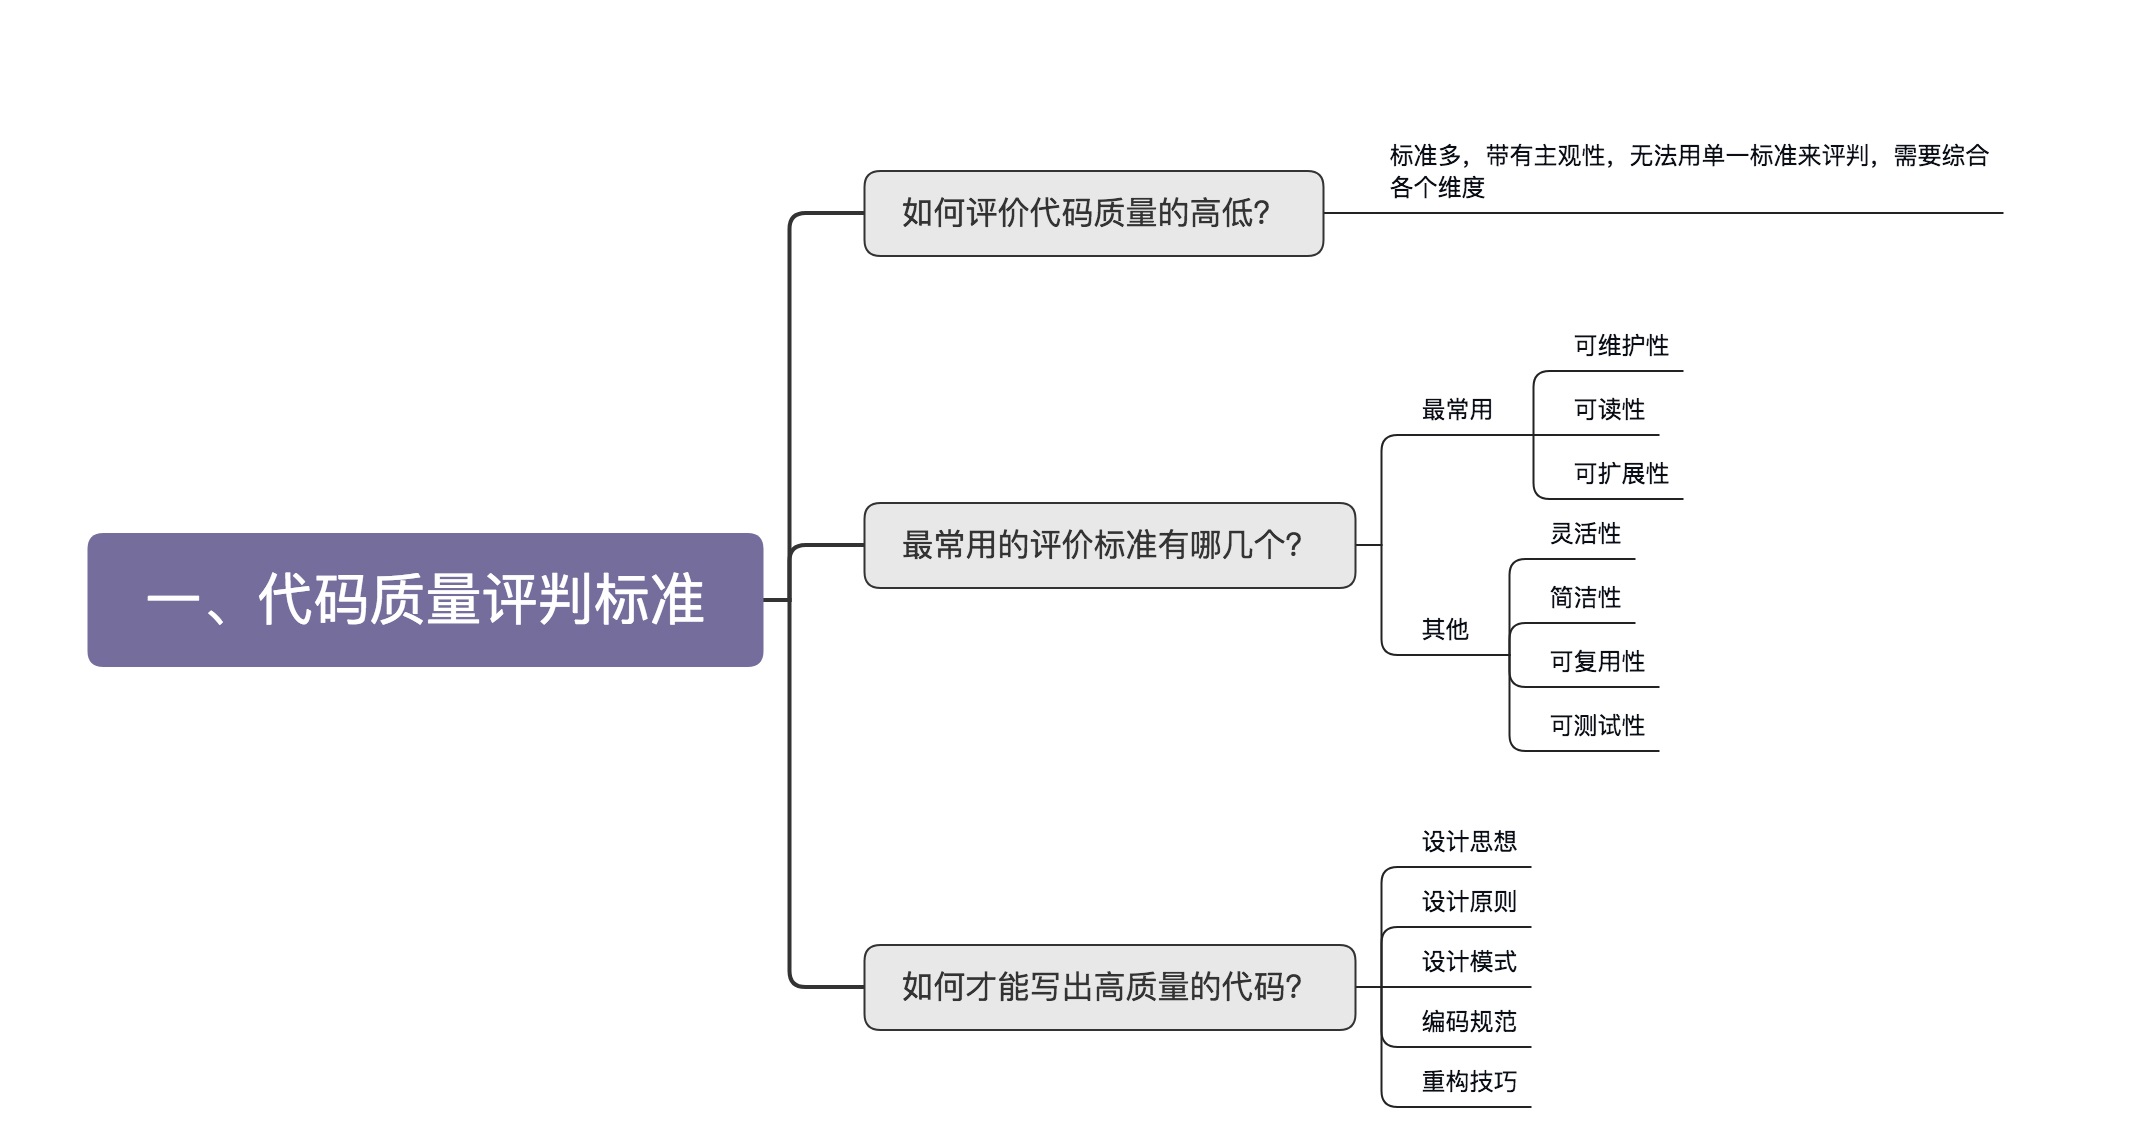 一、代码质量评判标准
如何评价代码质量的高低？
标准多，带有主观性，无法用单一标准来评判，需要综合
各个维度
最常用的评价标准有哪几个？
最常用
可维护性
可读性
可扩展性
其他
灵活性
简洁性
可复用性
可测试性
如何才能写出高质量的代码？
设计思想
设计原则
设计模式
编码规范
重构技巧